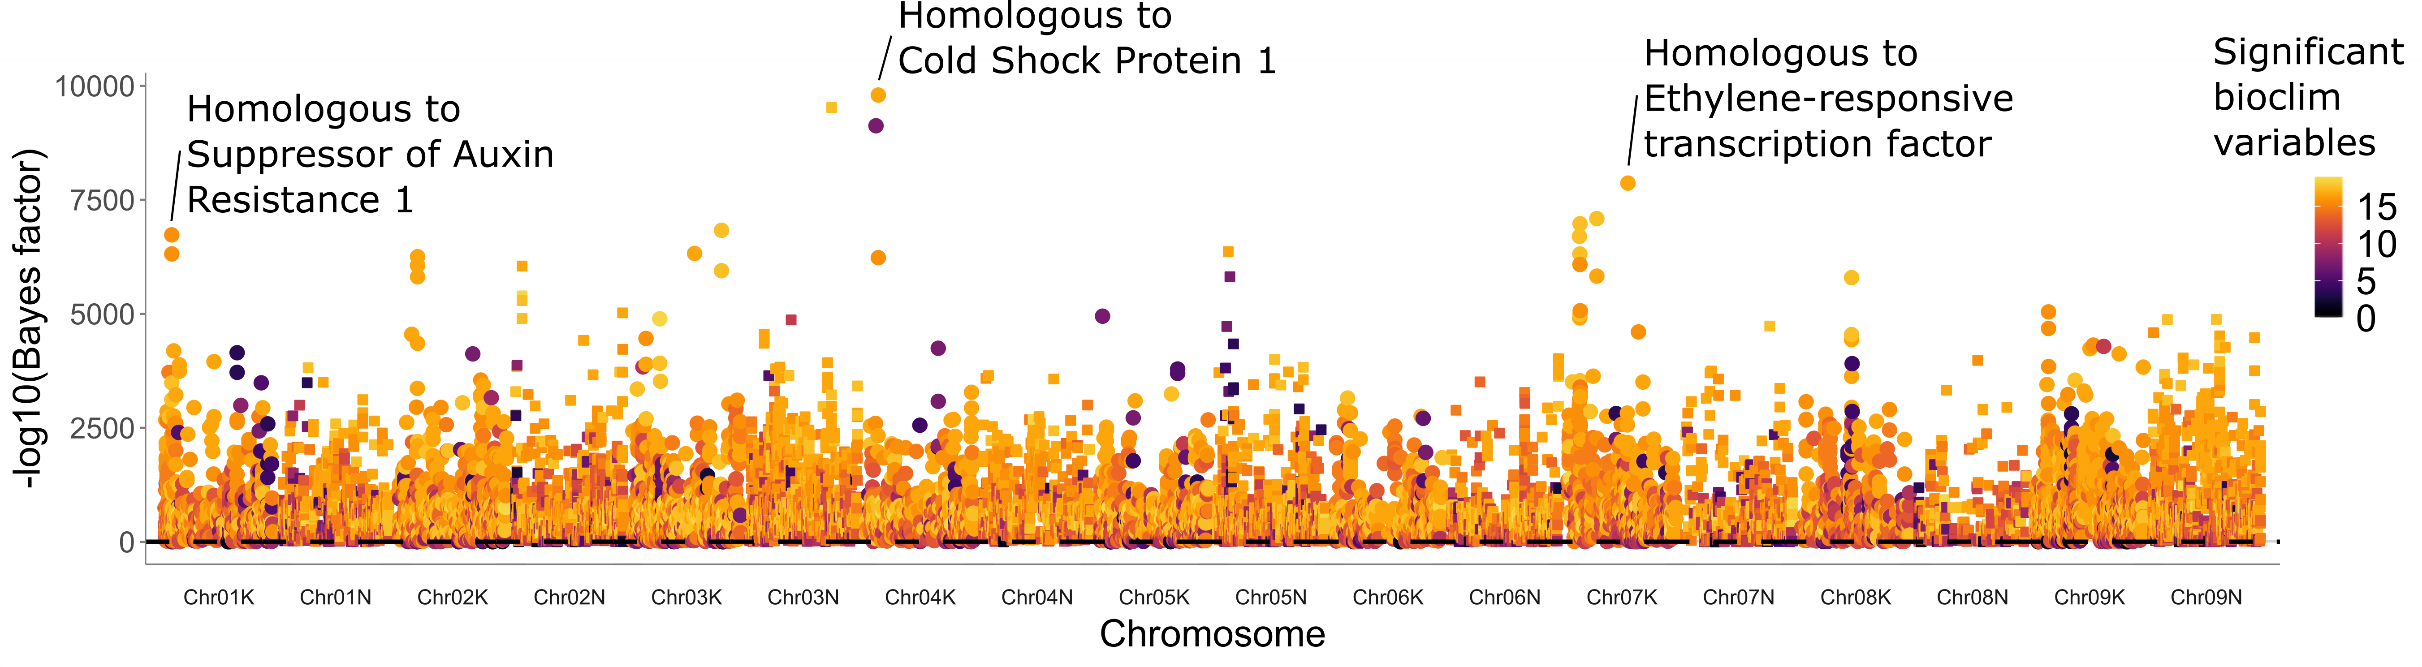 Homologous to
Cold Shock Protein 1
Homologous to
Suppressor of Auxin
Resistance 1
Homologous to
Ethylene-responsive
transcription factor
Significant
bioclim
variables
15
10
5
0
-log10(Bayes factor)
10000
7500
5000
2500
0
Chr01K Chr01N Chr02K Chr02N Chr03K Chr03N Chr04K Chr04N Chr05K Chr05N Chr06K Chr06N Chr07K Chr07N Chr08K Chr08N Chr09K Chr09N
Chromosome